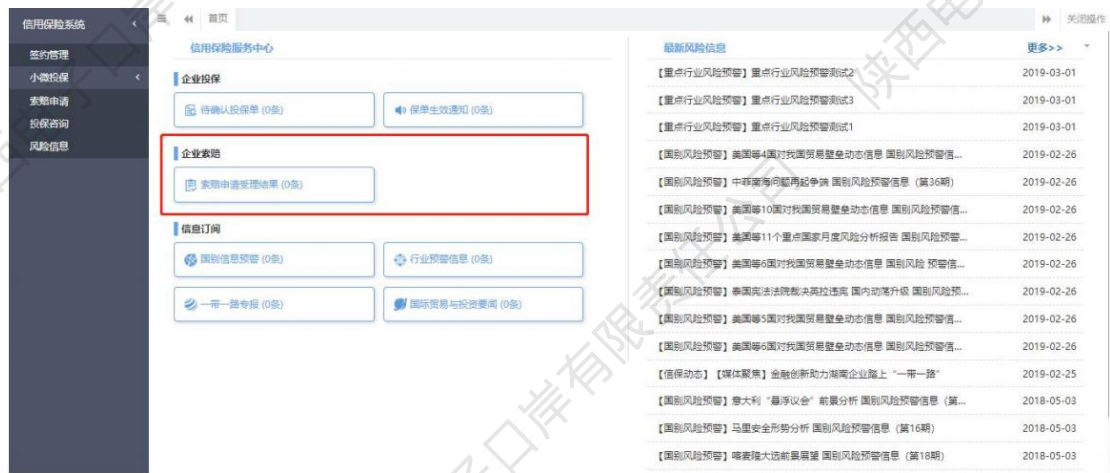 信用保险系统
首页
关闭操作
签约管理
小微投保
索赔申请
投保咨询
风险信息
信用保险服务中心
企业投保
待确认投保单 (0条)
保单生效通知 (0条)
企业索赔
索赔申请受理结果 (0条)
信息订阅
国别信息预警 (0条)
行业预警信息 (0条)
一带一路专报 (0条)
国际贸易与投资要闻 (0条)
最新风险信息
更多>>
【重点行业风险预警】重点行业风险预警测试2 2019-03-01
【重点行业风险预警】重点行业风险预警测试3 2019-03-01
【重点行业风险预警】重点行业风险预警测试1 2019-03-01
【国别风险预警】美国等4国对我国贸易壁垒动态信息 国别风险预警信... 2019-02-26
【国别风险预警】中菲南海问题再起争端 国别风险预警信息（第36期） 2019-02-26
【国别风险预警】美国等10国对我国贸易壁垒动态信息 国别风险预警信... 2019-02-26
【国别风险预警】美国等11个重点国家月度风险分析报告 国别风险预警... 2019-02-26
【国别风险预警】美国等6国对我国贸易壁垒动态信息 国别风险 预警信... 2019-02-26
【国别风险预警】泰国宪法法院裁决英拉违宪 国内动荡升级 国别风险预... 2019-02-26
【国别风险预警】美国等5国对我国贸易壁垒动态信息 国别风险预警信... 2019-02-26
【国别风险预警】美国等6国对我国贸易壁垒动态信息 国别风险预警信... 2019-02-26
【信保动态】【媒体聚焦】金融创新助力湖南企业踏上“一带一路” 2019-02-25
【国别风险预警】意大利“悬浮议会”前景分析 国别风险预警信息（第... 2018-05-03
【国别风险预警】马里安全形势分析 国别风险预警信息（第16期） 2018-05-03
【国别风险预警】喀麦隆大选前景展望 国别风险预警信息（第18期） 2018-05-03
陕西电
子口岸有限责任公司